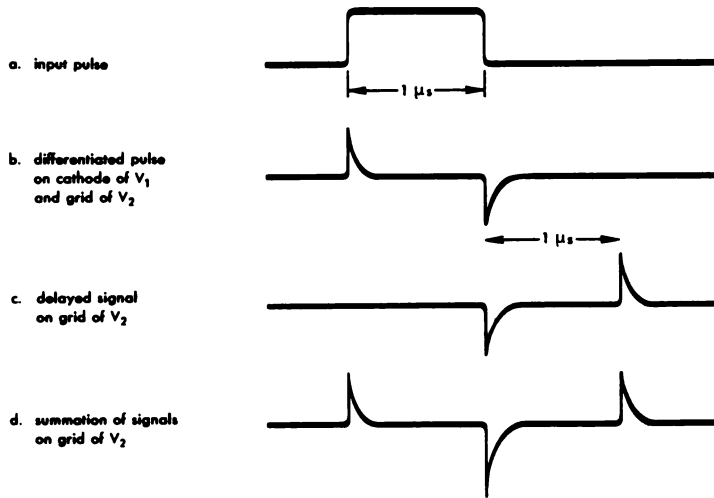 a. input pulse
1 μs
b. differentiated pulse
on cathode of V₁
and grid of V₂
1 μs
c. delayed signal
on grid of V₂
d. summation of signals
on grid of V₂